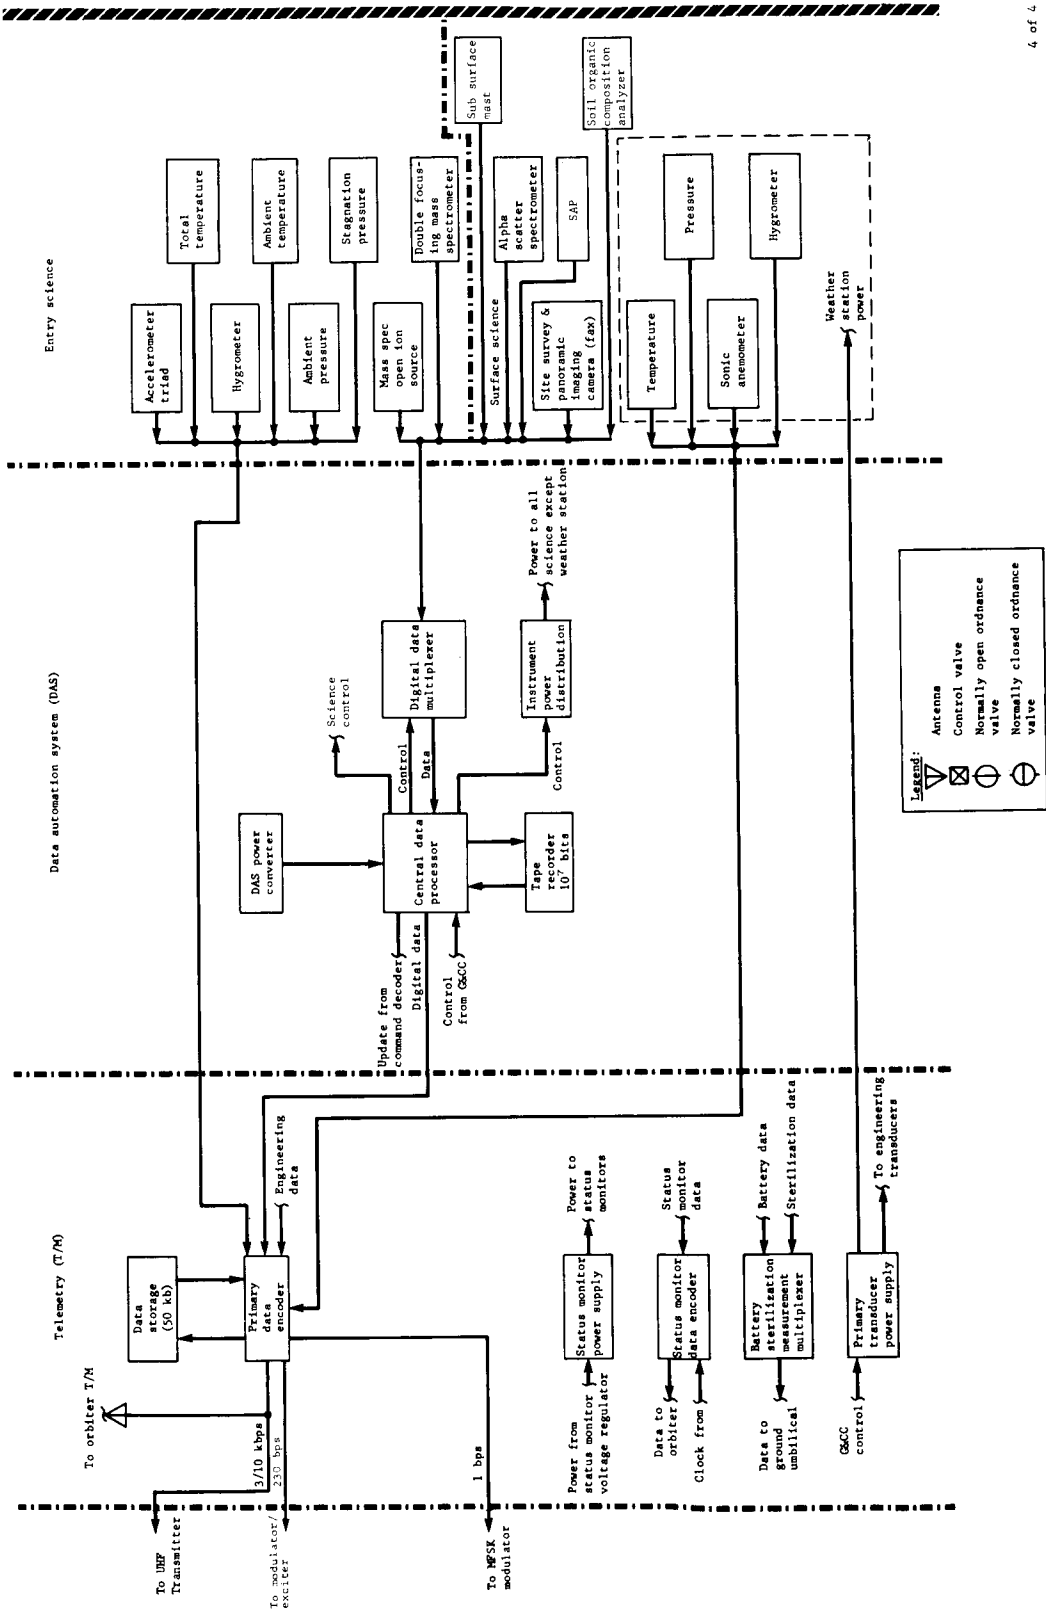 4 of 4
Entry science
Accelerometer
triad
Total
temperature
Hygrometer
Ambient
temperature
Ambient
pressure
Stagnation
pressure
Mass spec
open ion
source
Double focus-
ing mass
spectrometer
Sub surface
mast
Surface science
Alpha
scatter
spectrometer
SAP
Site survey &
panoramic
imaging
camera (fax)
Soil organic
composition
analyzer
Temperature
Pressure
Sonic
anemometer
Hygrometer
Weather
station
power
Data automation system (DAS)
DAS power
converter
Science
control
Control
Data
Digital data
multiplexer
Central data
processor
Control
Instrument
power
distribution
Power to all
science except
weather station
Tape
recorder
10⁷ bits
Update from
command decoder
Digital data
Control
from G&CC
Telemetry (T/M)
Data
storage
(50 kb)
Primary
data
encoder
Engineering
data
To orbiter T/M
3/10 kbps
230 bps
1 bps
To UHF
Transmitter
To modulator/
exciter
To MFSK
modulator
Power from
status monitor
voltage regulator
Status monitor
power supply
Power to
status
monitors
Data to
orbiter
Clock from
Status monitor
data encoder
Status
monitor
data
Data to
ground
umbilical
Battery
sterilization
measurement
multiplexer
Battery data
Sterilization data
G&CC
control
Primary
transducer
power supply
To engineering
transducers
Legend:
Antenna
Control valve
Normally open ordnance
valve
Normally closed ordnance
valve